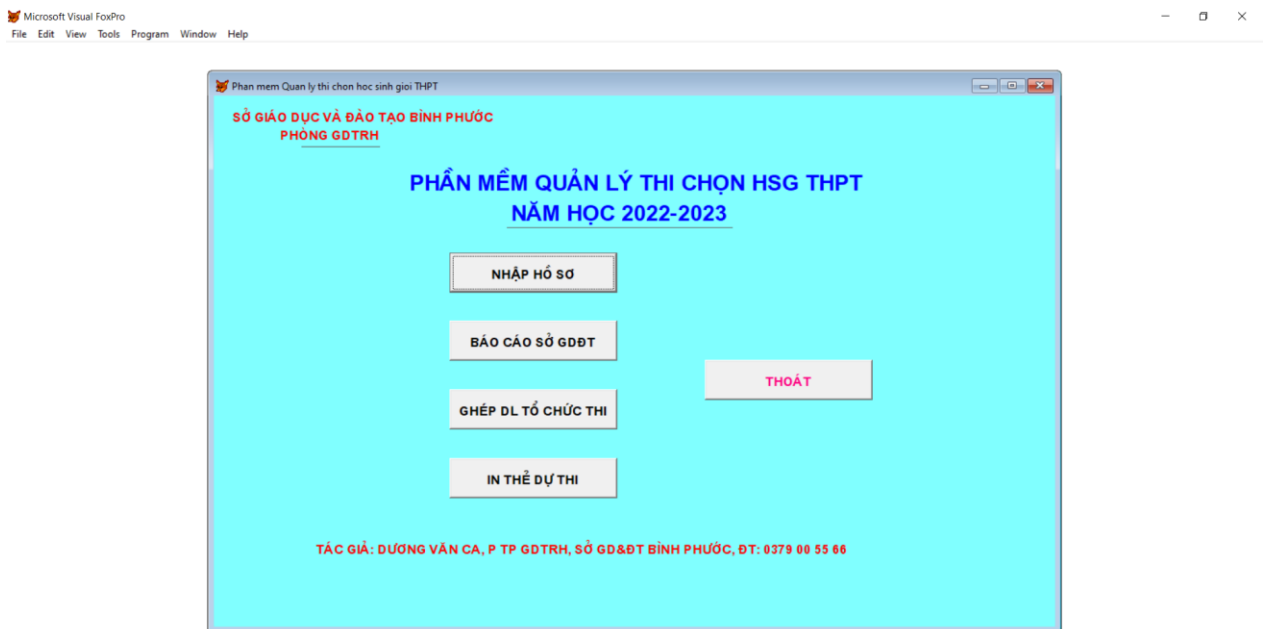 Microsoft Visual FoxPro
File Edit View Tools Program Window Help
Phan mem Quan ly thi chon hoc sinh gioi THPT
SỞ GIÁO DỤC VÀ ĐÀO TẠO BÌNH PHƯỚC
PHÒNG GDTRH
PHẦN MỀM QUẢN LÝ THI CHỌN HSG THPT
NĂM HỌC 2022-2023
NHẬP HỒ SƠ
BÁO CÁO SỞ GDĐT
THOÁT
GHÉP DL TỔ CHỨC THI
IN THẺ DỰ THI
TÁC GIẢ: DƯƠNG VĂN CA, P TP GDTRH, SỞ GD&ĐT BÌNH PHƯỚC, ĐT: 0379 00 55 66